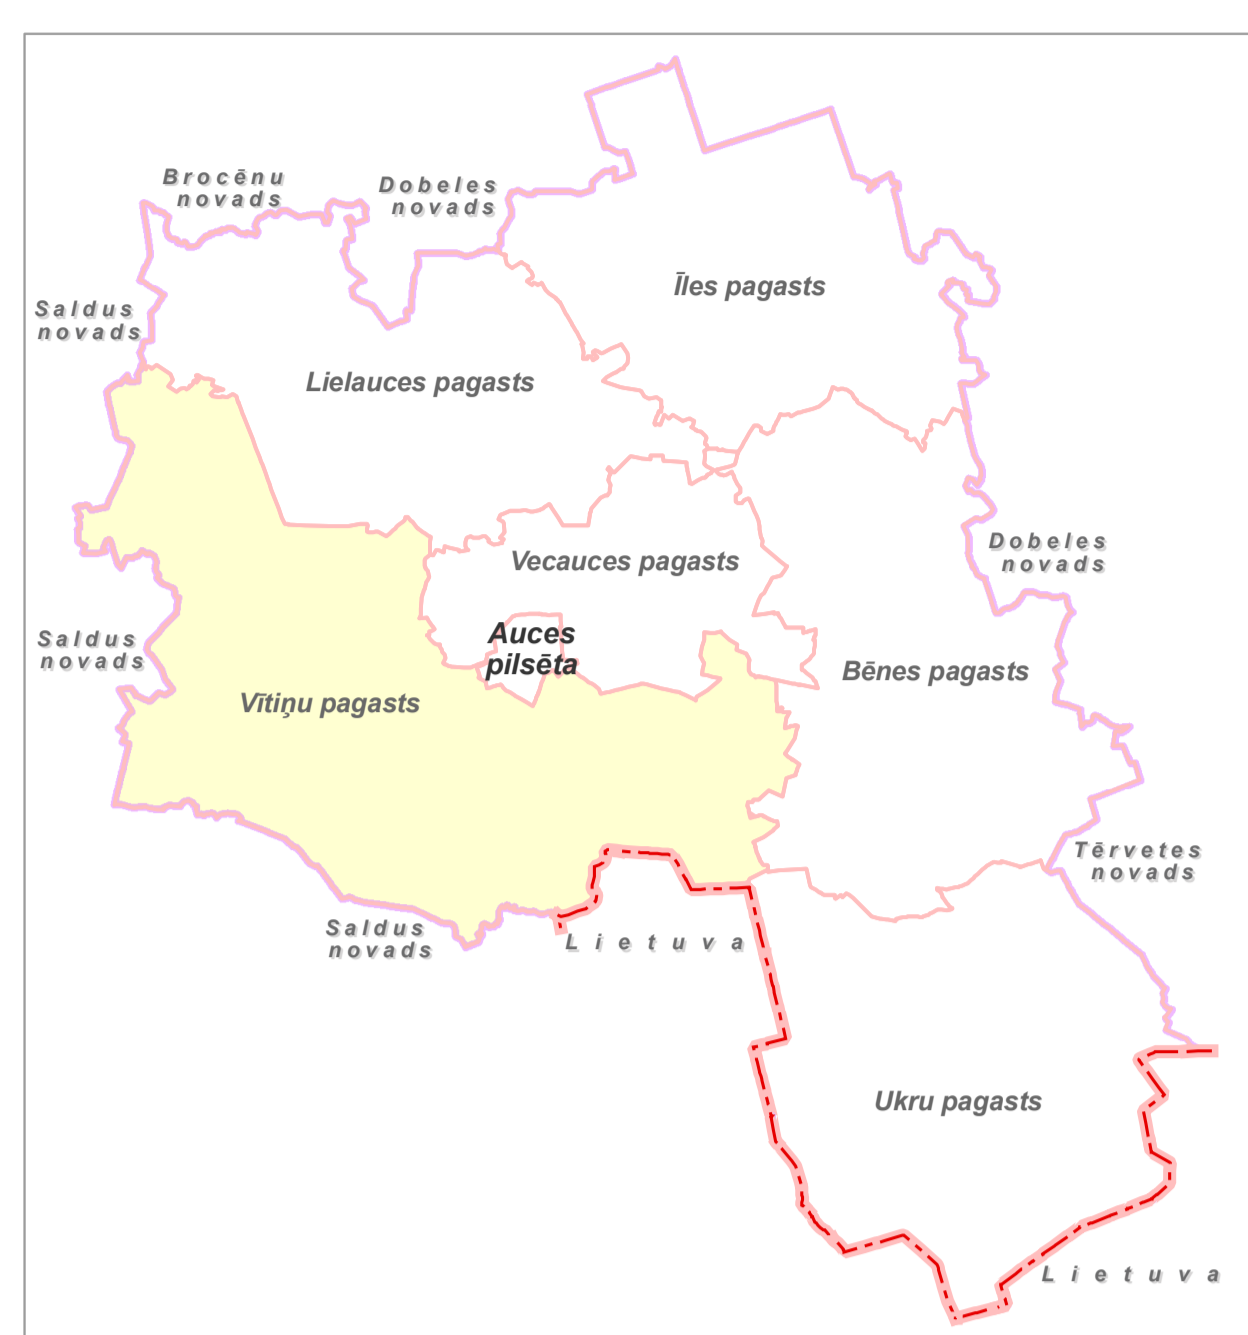 Brocēnu
novads
Dobeles
novads
Īles pagasts
Saldus
novads
Lielauces pagasts
Dobeles
novads
Vecauces pagasts
Auces
pilsēta
Saldus
novads
Bēnes pagasts
Vītiņu pagasts
Tērvetes
novads
Saldus
novads
Lietuva
Ukru pagasts
Lietuva